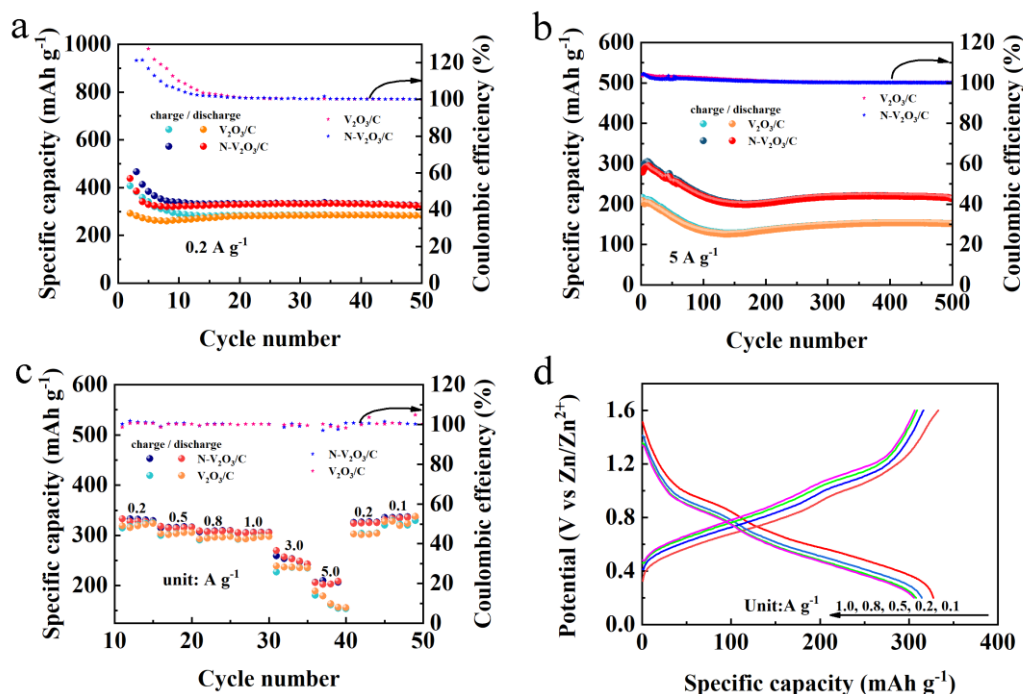 a
1000
800
600
400
300
0
Specific capacity (mAh g⁻¹)
120
100
80
60
40
20
0
Coulombic efficiency (%)
charge / discharge
V₂O₃/C
N-V₂O₃/C
V₂O₃/C
N-V₂O₃/C
0.2 A g⁻¹
0 10 20 30 40 50
Cycle number
b
600
500
400
300
200
100
0
Specific capacity (mAh g⁻¹)
120
100
80
60
40
20
0
Coulombic efficiency (%)
charge / discharge
V₂O₃/C
N-V₂O₃/C
V₂O₃/C
N-V₂O₃/C
5 A g⁻¹
0 100 200 300 400 500
Cycle number
c
600
500
400
300
200
Specific capacity (mAh g⁻¹)
120
100
80
60
40
20
0
Coulombic effeiency (%)
charge / discharge
N-V₂O₃/C
V₂O₃/C
N-V₂O₃/C
V₂O₃/C
0.2 0.5 0.8 1.0 3.0 5.0 0.2 0.1
unit: A g⁻¹
11 20 30 40 50
Cycle number
d
1.6
1.2
0.8
0.4
0.0
Potential (V vs Zn/Zn²⁺)
Unit:A g⁻¹
1.0, 0.8, 0.5, 0.2, 0.1
0 100 200 300 400
Specific capacity (mAh g⁻¹)